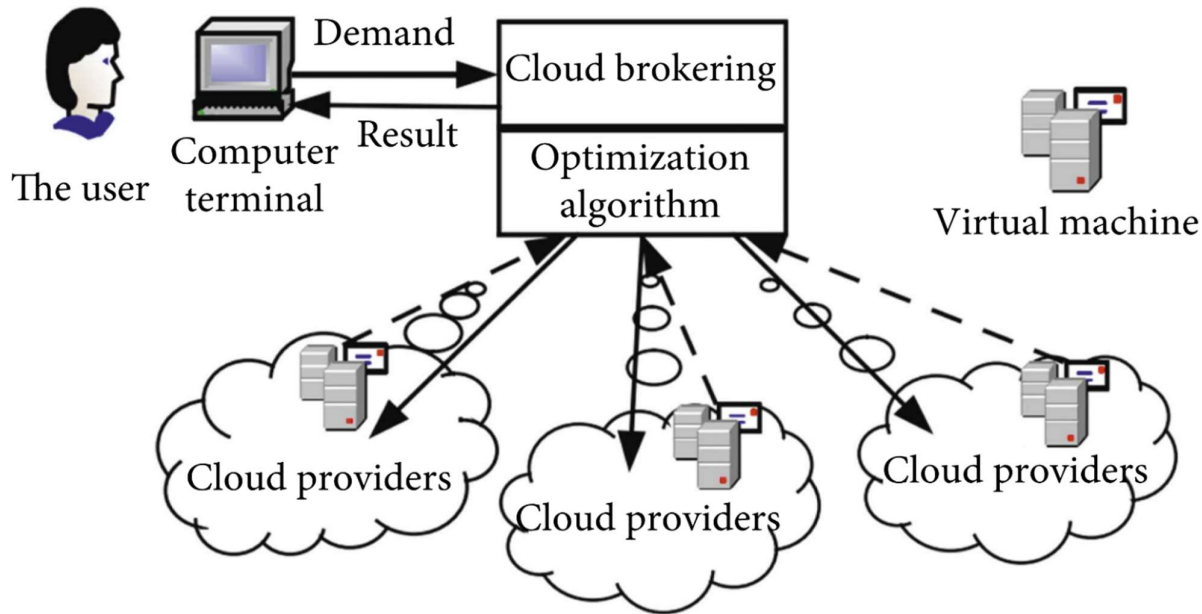 Demand
Cloud brokering
Result
The user
Computer
terminal
Optimization
algorithm
Virtual machine
Cloud providers
Cloud providers
Cloud providers